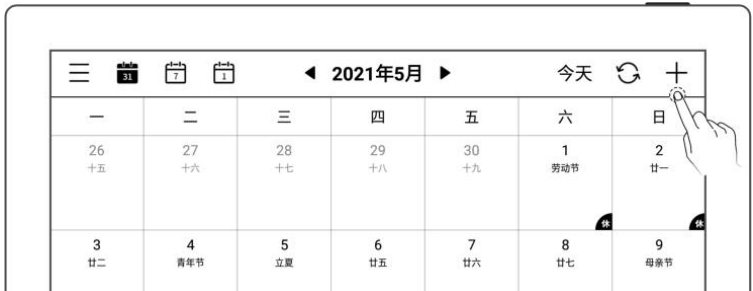 31 7 1 2021年5月 今天
一 二 三 四 五 六 日
26 27 28 29 30 1 2
十五 十六 十七 十八 十九 劳动节 廿一
休 休
3 4 5 6 7 8 9
廿二 青年节 立夏 廿五 廿六 廿七 母亲节